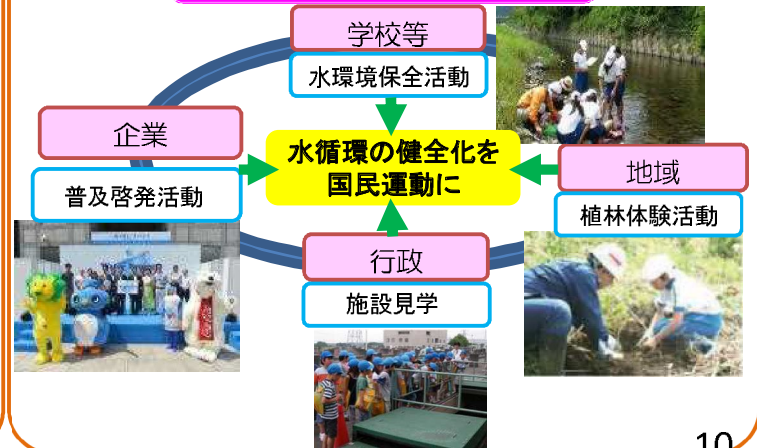 学校等
水環境保全活動
企業
普及啓発活動
水循環の健全化を
国民運動に
地域
植林体験活動
行政
施設見学
10